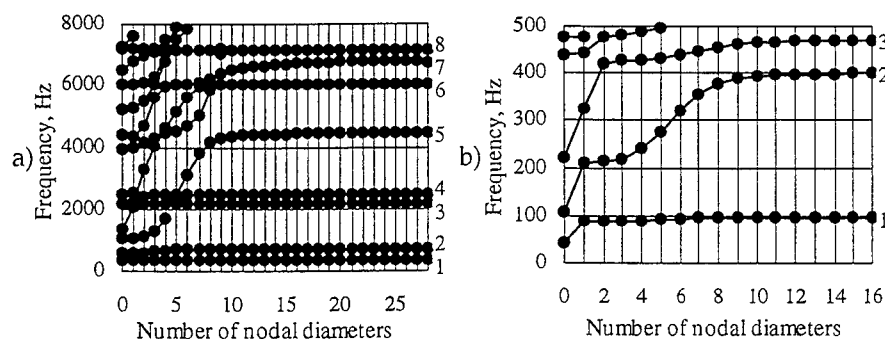 a)
Frequency, Hz
8000
6000
4000
2000
0
8
7
6
5
4
3
2
1
0 5 10 15 20 25
Number of nodal diameters
b)
Frequency, Hz
500
400
300
200
100
0
3
2
1
0 2 4 6 8 10 12 14 16
Number of nodal diameters